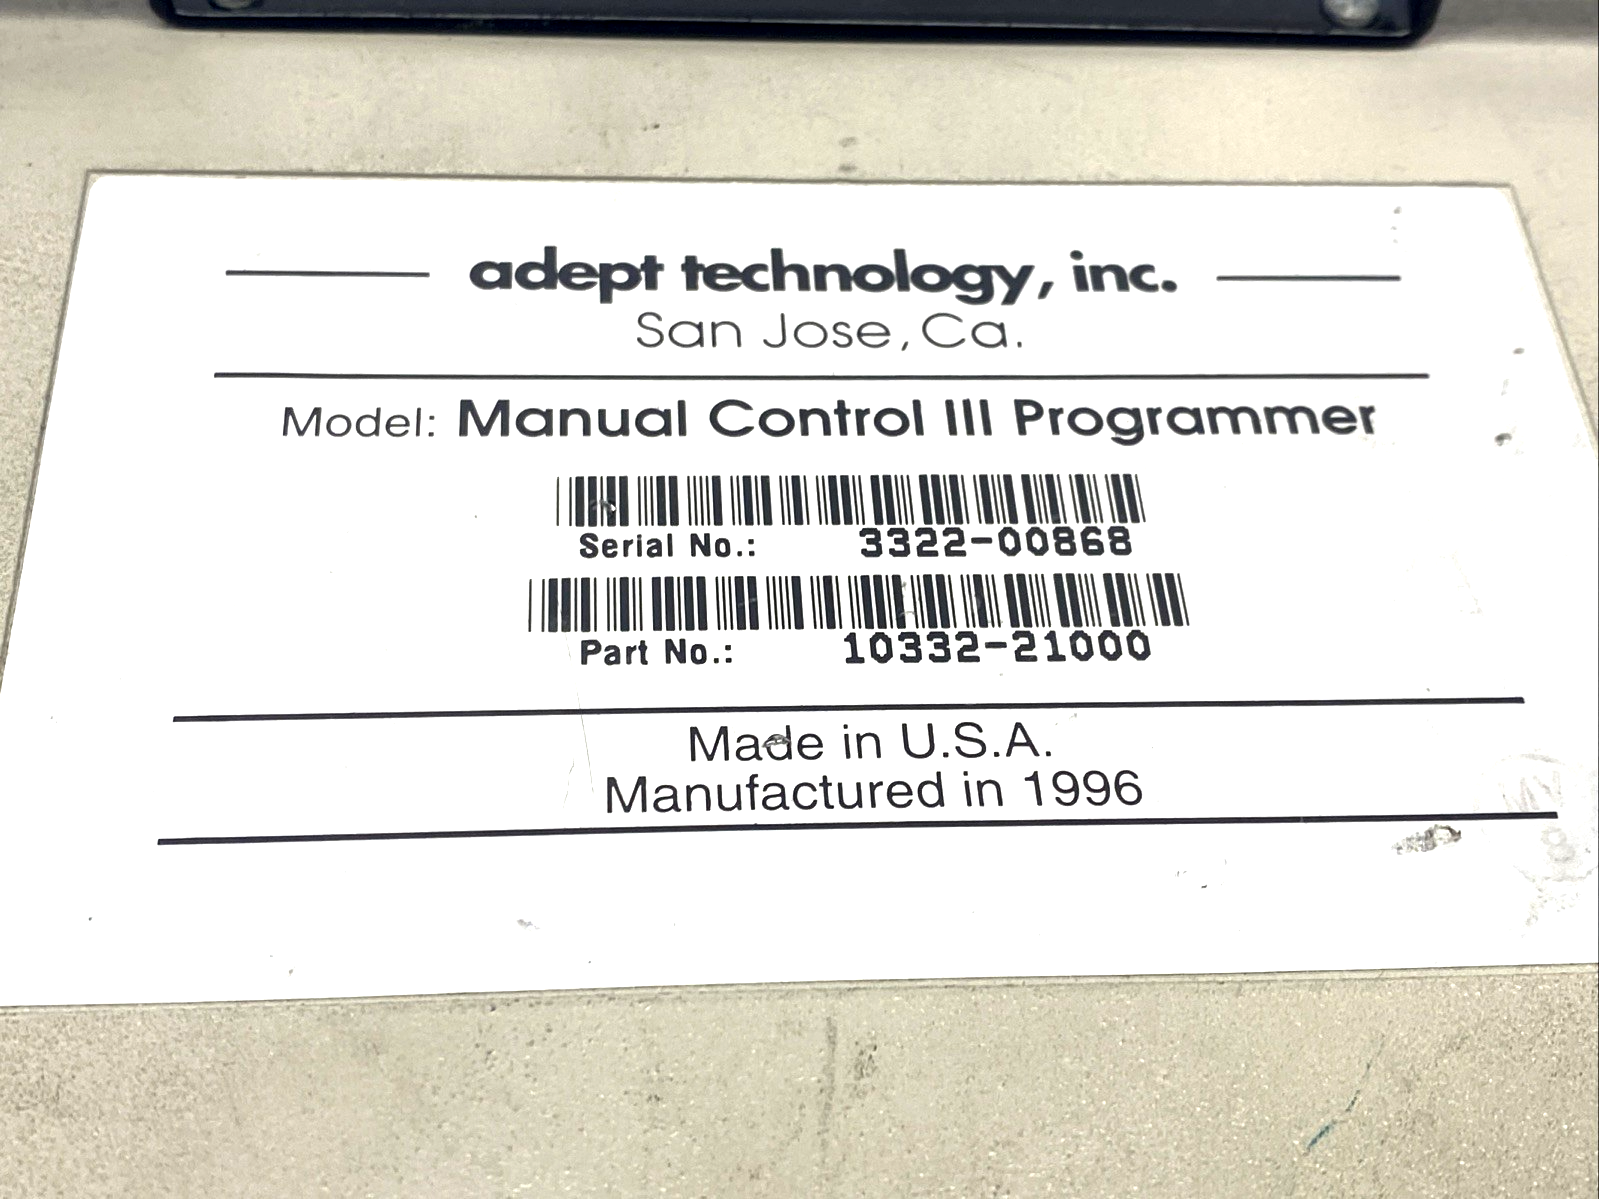 adept technology, inc.
San Jose, Ca.
Model: Manual Control III Programmer
Serial No.: 3322-00868
Part No.: 10332-21000
Made in U.S.A.
Manufactured in 1996